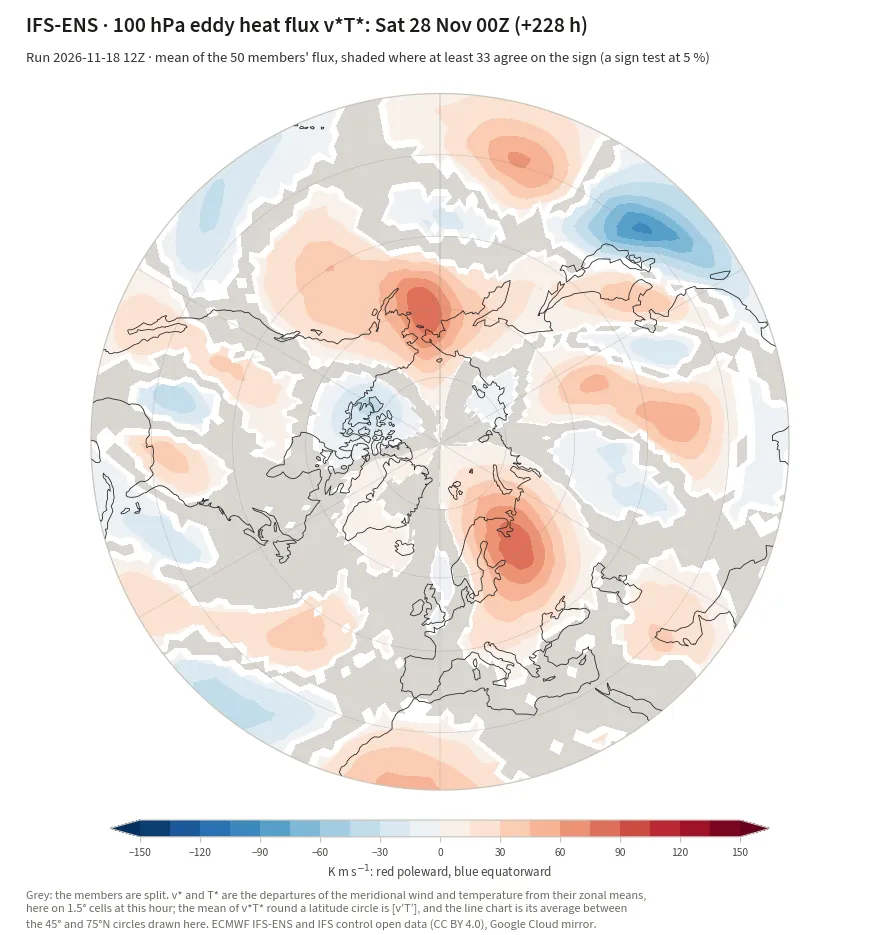 IFS-ENS · 100 hPa eddy heat flux v*T*: Sat 28 Nov 00Z (+228 h)
Run 2026-11-18 12Z · mean of the 50 members' flux, shaded where at least 33 agree on the sign (a sign test at 5 %)
−150 −120 −90 −60 −30 0 30 60 90 120 150
K m s⁻¹: red poleward, blue equatorward
Grey: the members are split. v* and T* are the departures of the meridional wind and temperature from their zonal means,
here on 1.5° cells at this hour; the mean of v*T* round a latitude circle is [v′T′], and the line chart is its average between
the 45° and 75°N circles drawn here. ECMWF IFS-ENS and IFS control open data (CC BY 4.0), Google Cloud mirror.